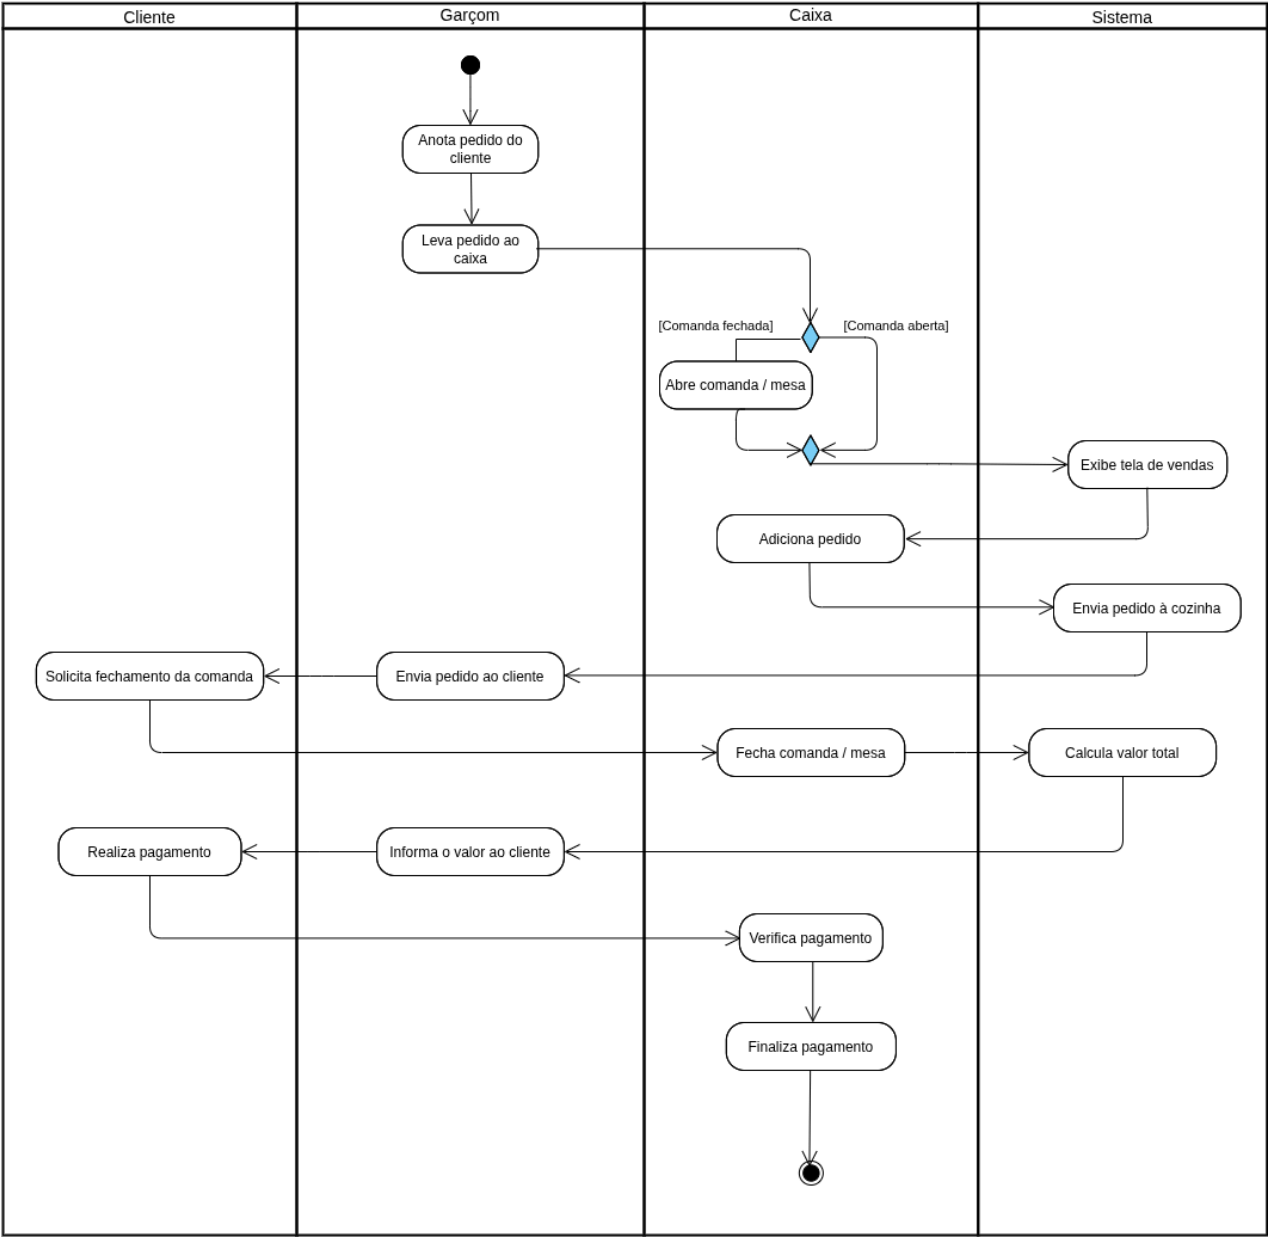 Cliente
Garçom
Caixa
Sistema
Anota pedido do
cliente
Leva pedido ao
caixa
[Comanda fechada]
[Comanda aberta]
Abre comanda / mesa
Exibe tela de vendas
Adiciona pedido
Envia pedido à cozinha
Solicita fechamento da comanda
Envia pedido ao cliente
Fecha comanda / mesa
Calcula valor total
Realiza pagamento
Informa o valor ao cliente
Verifica pagamento
Finaliza pagamento